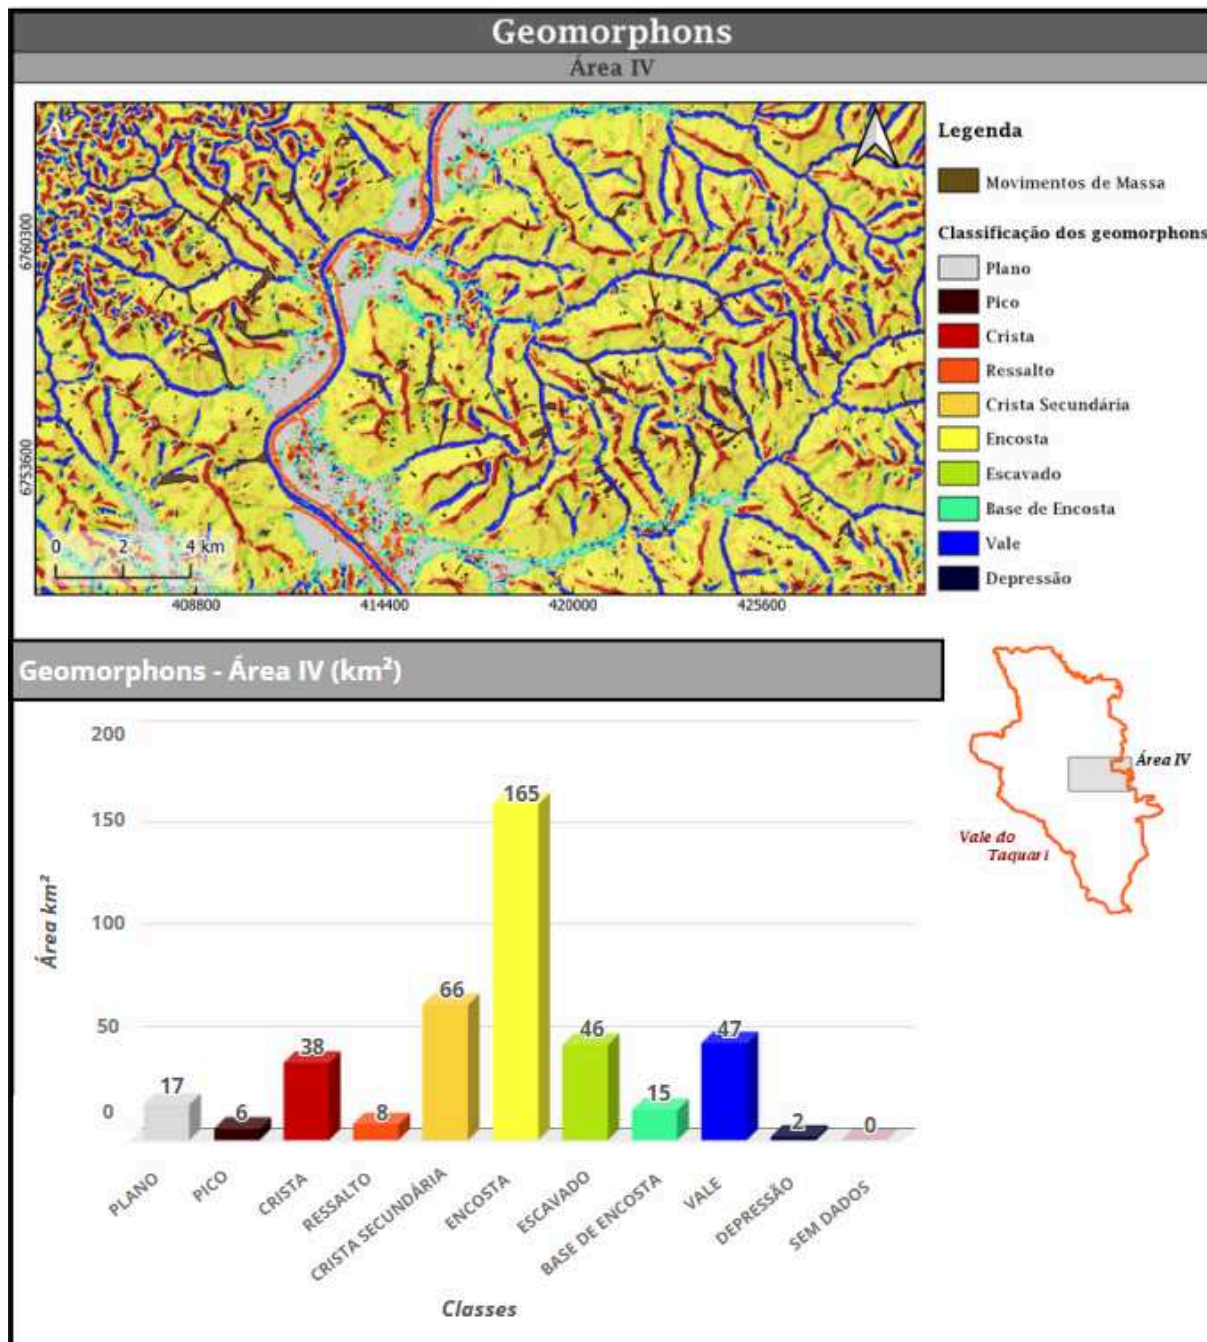 Geomorphons
Área IV
A
Legenda
Movimentos de Massa
Classificação dos geomorphons
Plano
Pico
Crista
Ressalto
Crista Secundária
Encosta
Escavado
Base de Encosta
Vale
Depressão
6760300
6753600
0 2 4 km
408800 414400 420000 425600
Geomorphons - Área IV (km²)
Área IV
Vale do
Taquari
Área km²
200
150
100
50
0
17
6
38
8
66
165
46
15
47
2
0
PLANO
PICO
CRISTA
RESSALTO
CRISTA SECUNDÁRIA
ENCOSTA
ESCAVADO
BASE DE ENCOSTA
VALE
DEPRESSÃO
SEM DADOS
Classes